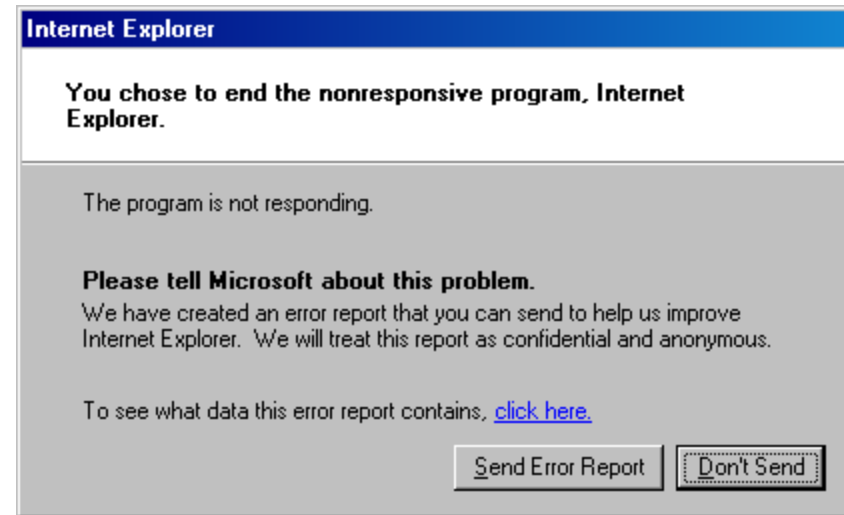 Internet Explorer
You chose to end the nonresponsive program, Internet
Explorer.
The program is not responding.
Please tell Microsoft about this problem.
We have created an error report that you can send to help us improve
Internet Explorer.  We will treat this report as confidential and anonymous.
To see what data this error report contains, click here.
Send Error Report
Don't Send